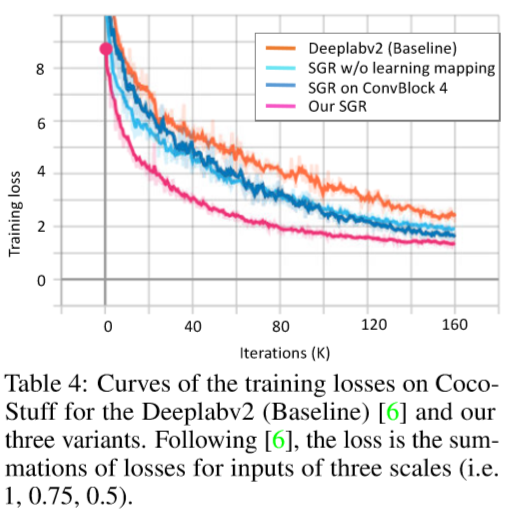 Deeplabv2 (Baseline)
SGR w/o learning mapping
SGR on ConvBlock 4
Our SGR
8
6
4
2
0
Training loss
0 40 80 120 160
Iterations (K)
Table 4: Curves of the training losses on Coco-
Stuff for the Deeplabv2 (Baseline) [6] and our
three variants. Following [6], the loss is the sum-
mations of losses for inputs of three scales (i.e.
1, 0.75, 0.5).